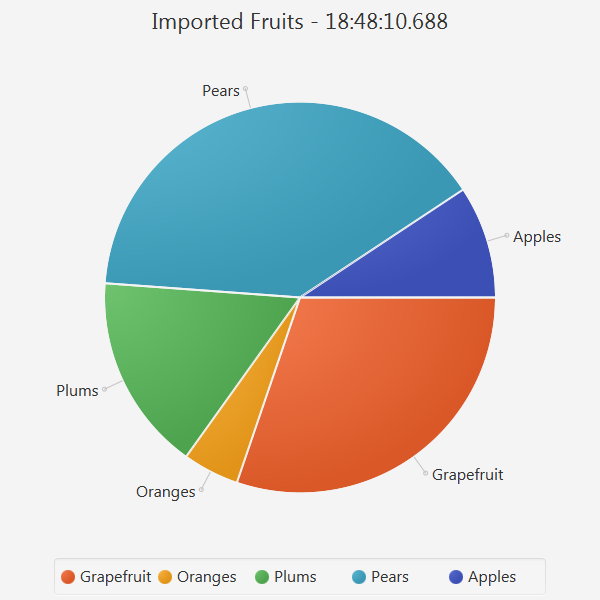 Imported Fruits - 18:48:10.688
Pears
Apples
Plums
Grapefruit
Oranges
Grapefruit Oranges Plums Pears Apples